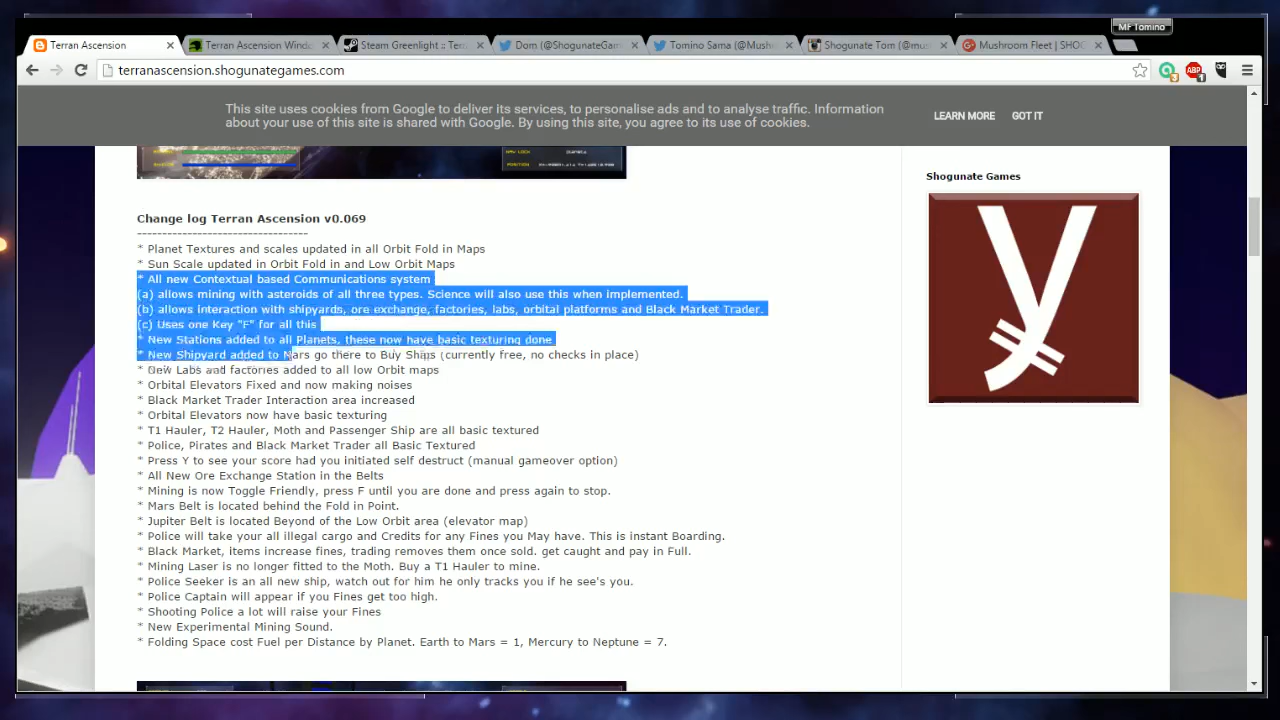 MF Tomino
Terran Ascension
Terran Ascension Wind
Steam Greenlight :: Ter
Dom (@ShogunateGam
Tomino Sama (@Mush
Shogunate Tom (@mus
Mushroom Fleet | SHO
terranascension.shogunategames.com
This site uses cookies from Google to deliver its services, to personalise ads and to analyse traffic. Information
about your use of this site is shared with Google. By using this site, you agree to its use of cookies.
LEARN MORE
GOT IT
Shogunate Games
Change log Terran Ascension v0.069
---------------------------------
* Planet Textures and scales updated in all Orbit Fold in Maps
* Sun Scale updated in Orbit Fold in and Low Orbit Maps
* All new Contextual based Communications system
(a) allows mining with asteroids of all three types. Science will also use this when implemented.
(b) allows interaction with shipyards, ore exchange, factories, labs, orbital platforms and Black Market Trader.
(c) Uses one Key "F" for all this
* New Stations added to all Planets, these now have basic texturing done
* New Shipyard added to Mars go there to Buy Ships (currently free, no checks in place)
* New Labs and factories added to all low Orbit maps
* Orbital Elevators Fixed and now making noises
* Black Market Trader Interaction area increased
* Orbital Elevators now have basic texturing
* T1 Hauler, T2 Hauler, Moth and Passenger Ship are all basic textured
* Police, Pirates and Black Market Trader all Basic Textured
* Press Y to see your score had you initiated self destruct (manual gameover option)
* All New Ore Exchange Station in the Belts
* Mining is now Toggle Friendly, press F until you are done and press again to stop.
* Mars Belt is located behind the Fold in Point.
* Jupiter Belt is located Beyond of the Low Orbit area (elevator map)
* Police will take your all illegal cargo and Credits for any Fines you May have. This is instant Boarding.
* Black Market, items increase fines, trading removes them once sold. get caught and pay in Full.
* Mining Laser is no longer fitted to the Moth. Buy a T1 Hauler to mine.
* Police Seeker is an all new ship, watch out for him he only tracks you if he see's you.
* Police Captain will appear if you Fines get too high.
* Shooting Police a lot will raise your Fines
* New Experimental Mining Sound.
* Folding Space cost Fuel per Distance by Planet. Earth to Mars = 1, Mercury to Neptune = 7.